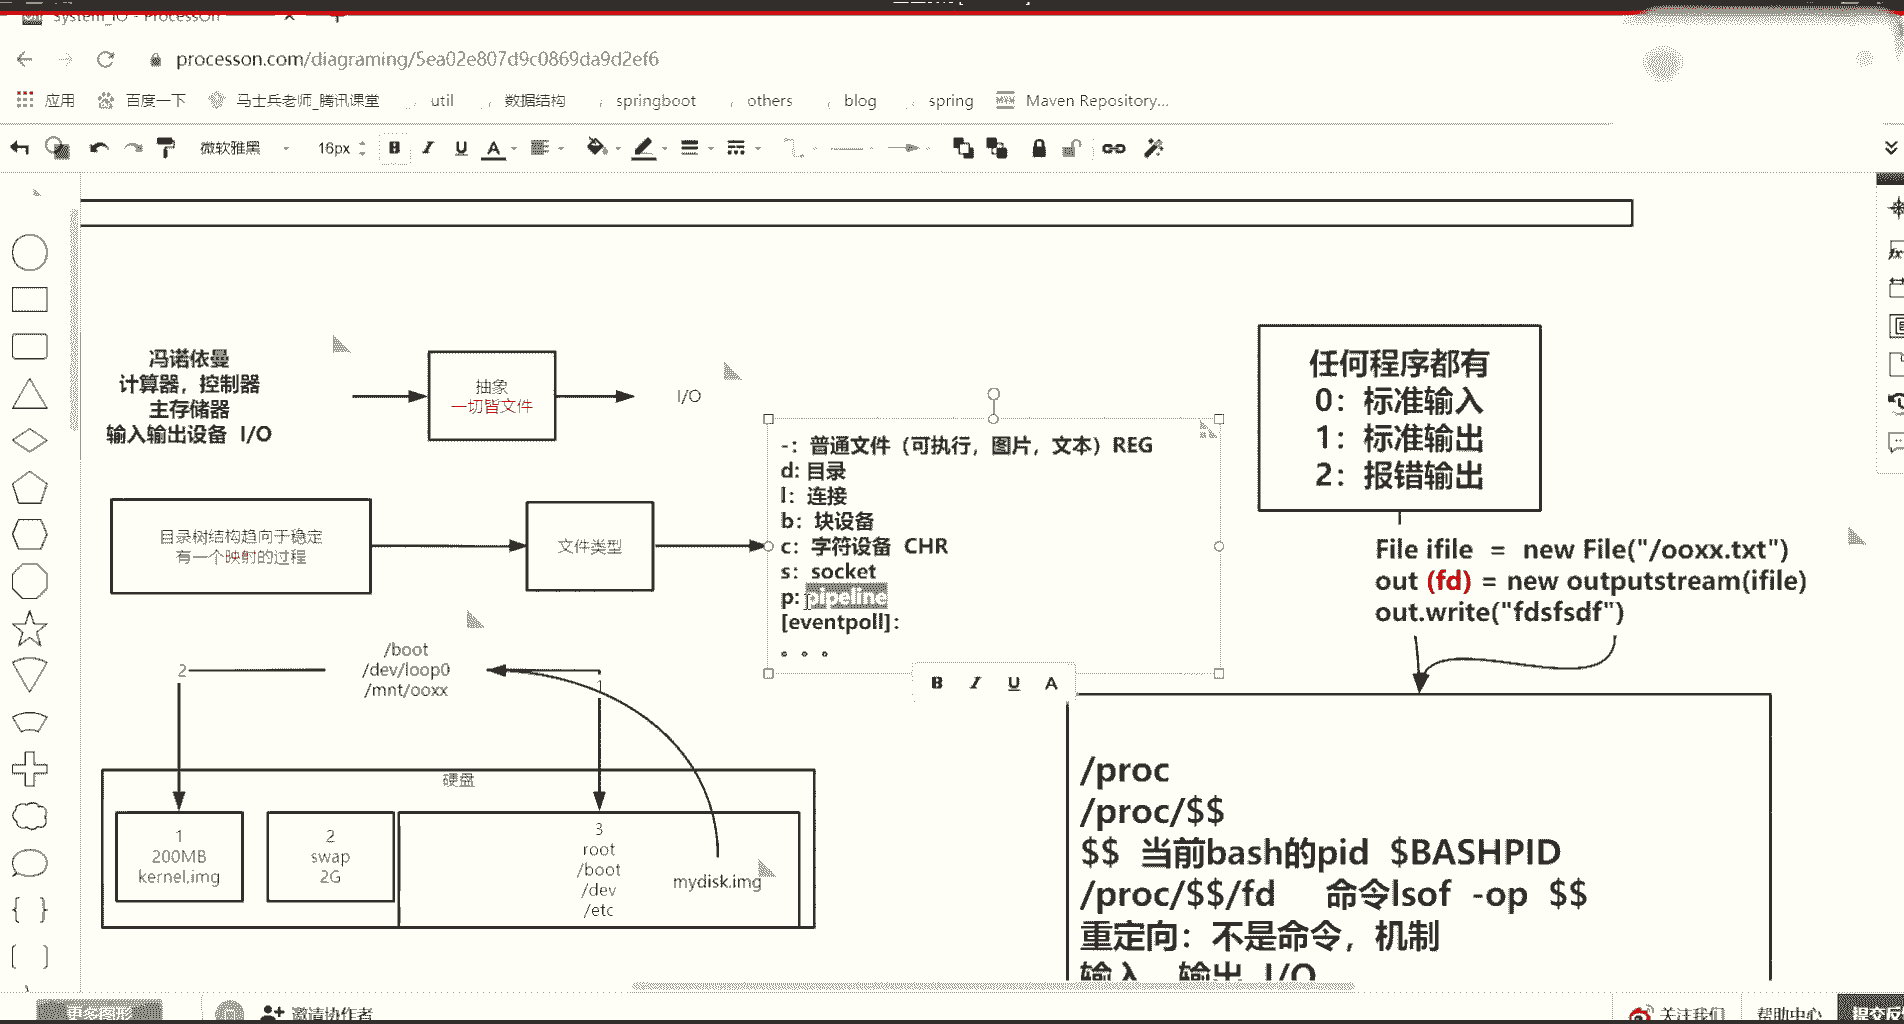 System_IO - ProcessOn
processon.com/diagraming/5ea02e807d9c0869da9d2ef6
应用
百度一下
马士兵老师_腾讯课堂
util
数据结构
springboot
others
blog
spring
Maven Repository...
微软雅黑
16px
B I U A
冯诺依曼
计算器，控制器
主存储器
输入输出设备 I/O
抽象
一切皆文件
I/O
目录树结构趋向于稳定
有一个映射的过程
文件类型
-: 普通文件（可执行，图片，文本）REG
d: 目录
l: 连接
b: 块设备
c: 字符设备 CHR
s: socket
p: pipeline
[eventpoll]:
。。。
B I U A
任何程序都有
0: 标准输入
1: 标准输出
2: 报错输出
File ifile = new File("/ooxx.txt")
out (fd) = new outputstream(ifile)
out.write("fdsfsdf")
2
/boot
/dev/loop0
/mnt/ooxx
1
硬盘
1
200MB
kernel,img
2
swap
2G
3
root
/boot
/dev
/etc
mydisk.img
/proc
/proc/$$
$$ 当前bash的pid $BASHPID
/proc/$$/fd 命令lsof -op $$
重定向：不是命令，机制
输入 输出 I/O
更多图形
邀请协作者
关注我们
帮助中心